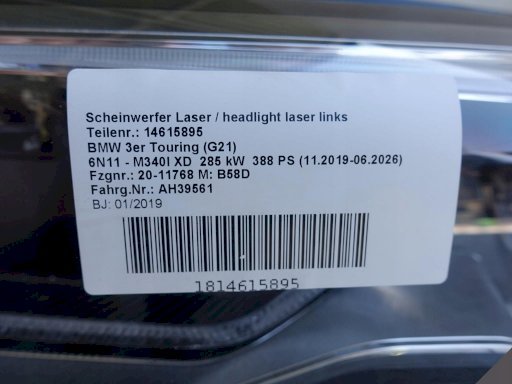 Scheinwerfer Laser / headlight laser links
Teilenr.: 14615895
BMW 3er Touring (G21)
6N11 - M340I XD 285 kW 388 PS (11.2019-06.2026)
Fzgnr.: 20-11768 M: B58D
Fahrg.Nr.: AH39561
BJ: 01/2019
1814615895